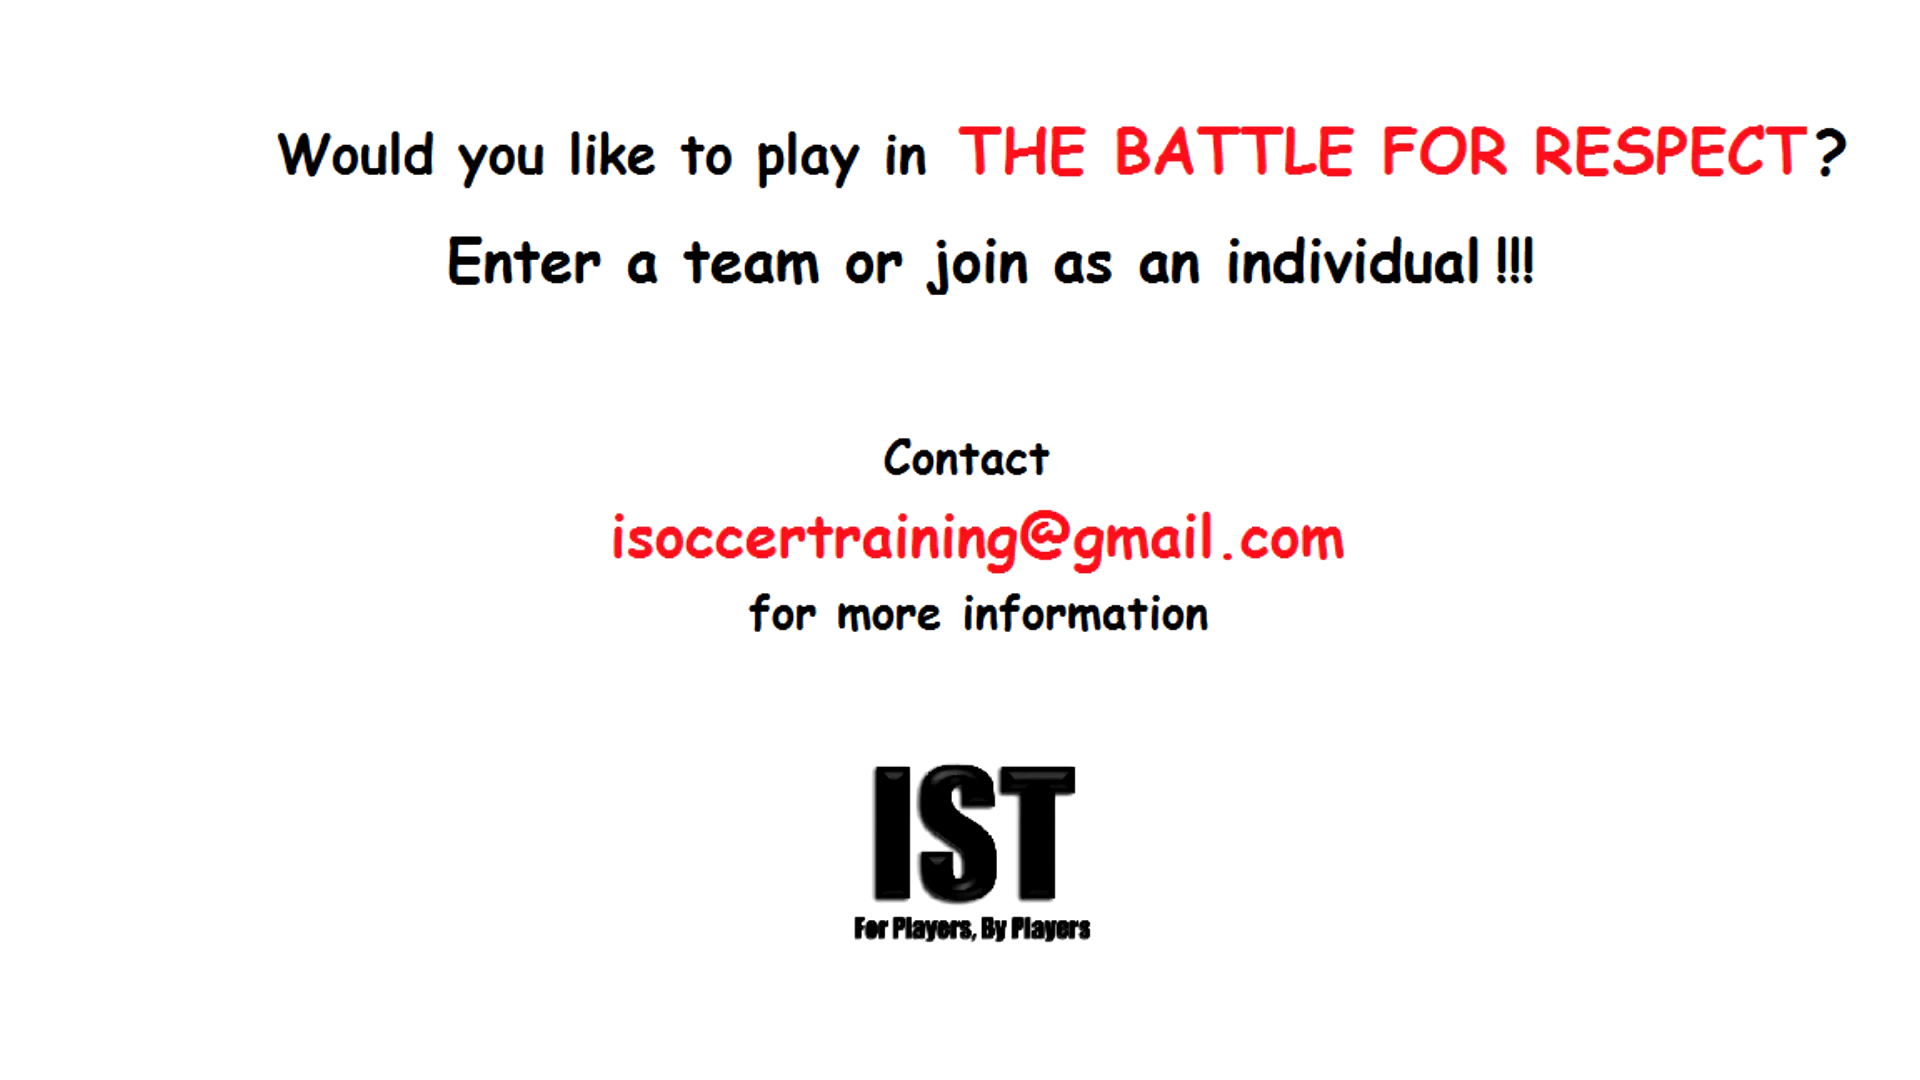 Would you like to play in THE BATTLE FOR RESPECT?
Enter a team or join as an individual !!!
Contact
isoccertraining@gmail.com
for more information
IST
For Players, By Players